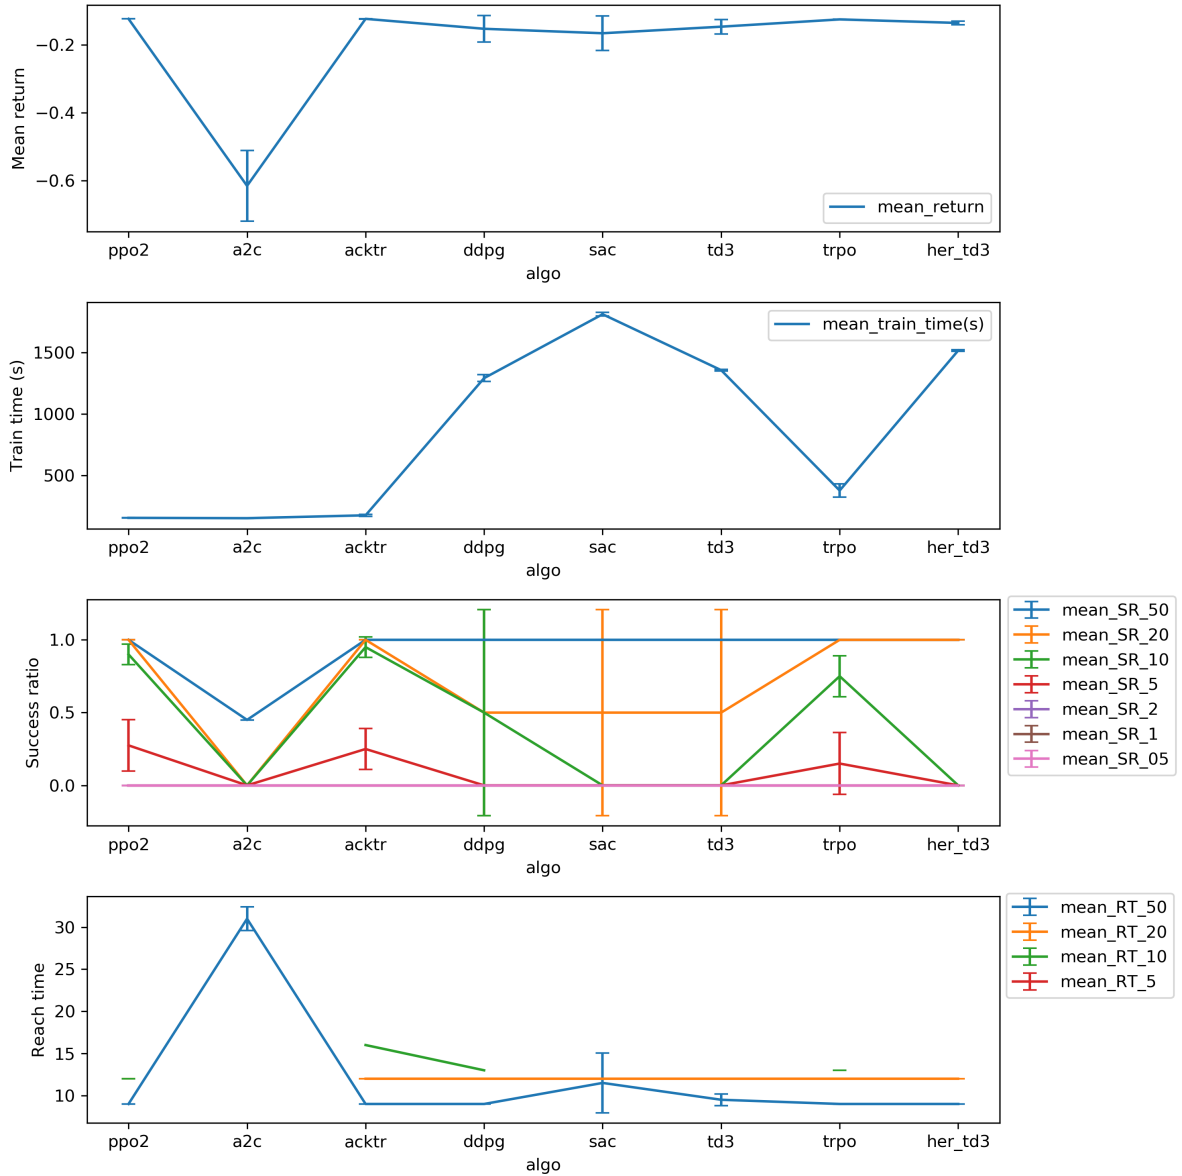 Mean return
−0.2
−0.4
−0.6
mean_return
ppo2 a2c acktr ddpg sac td3 trpo her_td3
algo
Train time (s)
1500
1000
500
mean_train_time(s)
ppo2 a2c acktr ddpg sac td3 trpo her_td3
algo
Success ratio
1.0
0.5
0.0
mean_SR_50
mean_SR_20
mean_SR_10
mean_SR_5
mean_SR_2
mean_SR_1
mean_SR_05
ppo2 a2c acktr ddpg sac td3 trpo her_td3
algo
Reach time
30
25
20
15
10
mean_RT_50
mean_RT_20
mean_RT_10
mean_RT_5
ppo2 a2c acktr ddpg sac td3 trpo her_td3
algo